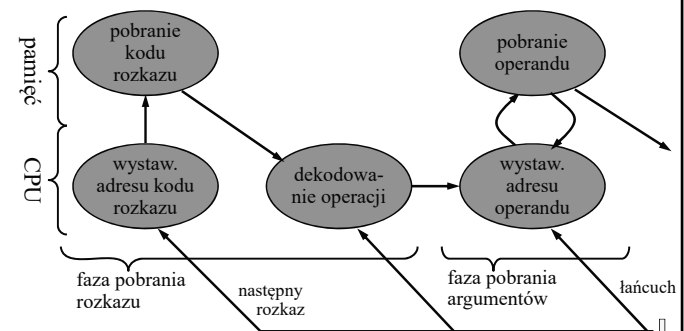 pamięć
CPU
pobranie
kodu
rozkazu
pobranie
operandu
wystaw.
adresu kodu
rozkazu
dekodowa-
nie operacji
wystaw.
adresu
operandu
faza pobrania
rozkazu
następny
rozkaz
faza pobrania
argumentów
łańcuch